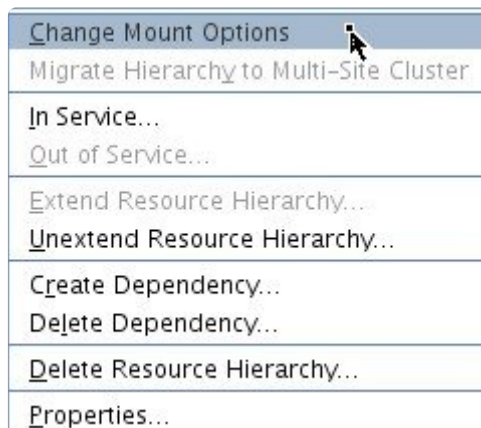 Change Mount Options
Migrate Hierarchy to Multi-Site Cluster
In Service...
Out of Service...
Extend Resource Hierarchy...
Unextend Resource Hierarchy...
Create Dependency...
Delete Dependency...
Delete Resource Hierarchy...
Properties...